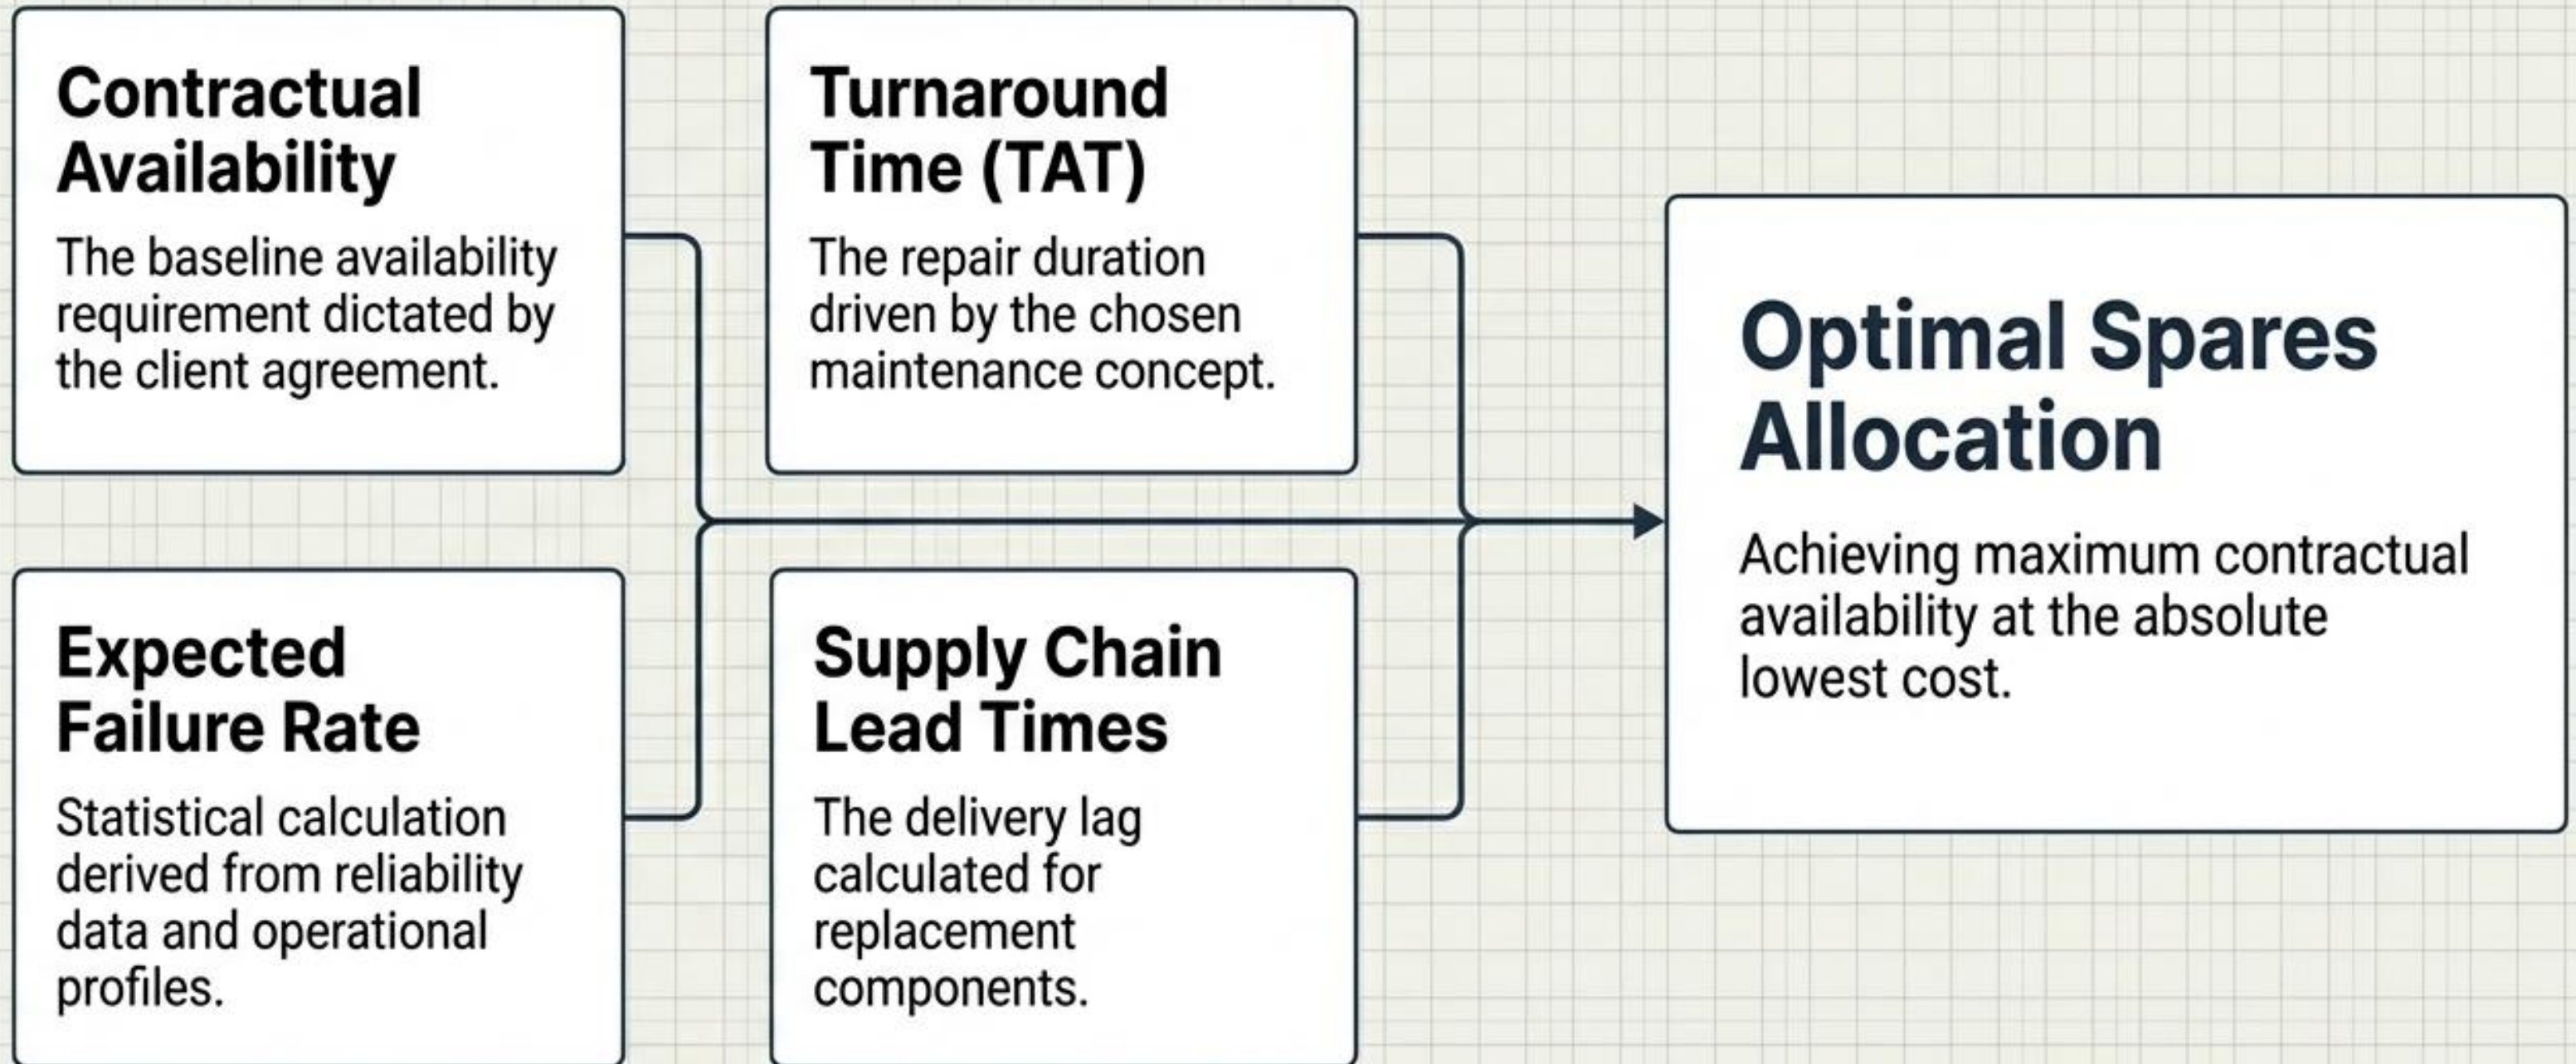 Contractual
Availability
The baseline availability
requirement dictated by
the client agreement.
Turnaround
Time (TAT)
The repair duration
driven by the chosen
maintenance concept.
Expected
Failure Rate
Statistical calculation
derived from reliability
data and operational
profiles.
Supply Chain
Lead Times
The delivery lag
calculated for
replacement
components.
Optimal Spares
Allocation
Achieving maximum contractual
availability at the absolute
lowest cost.